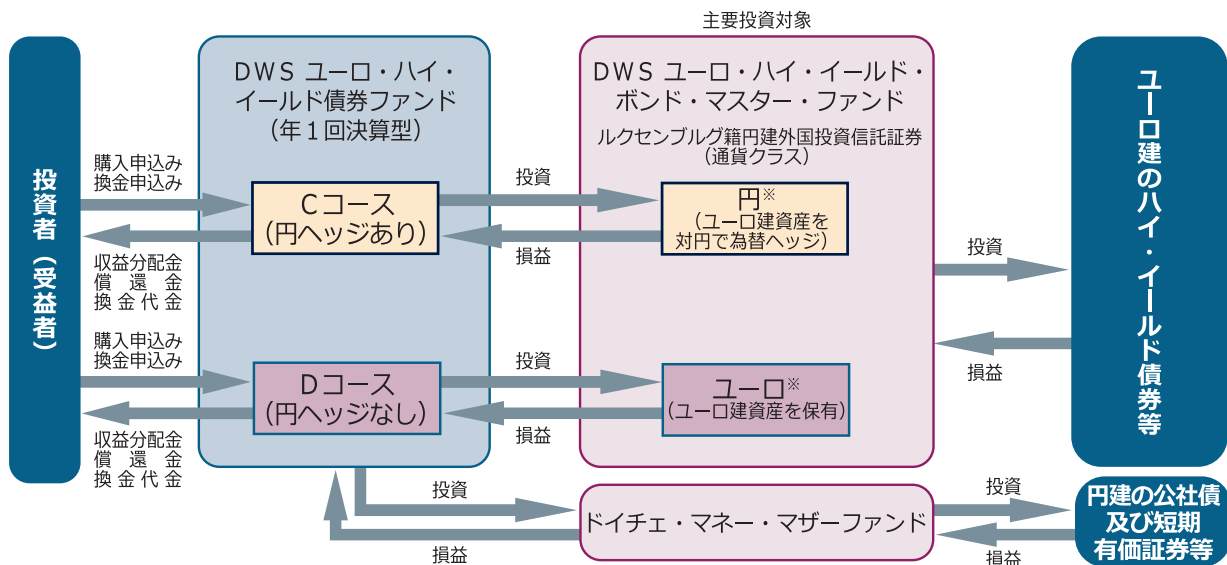 主要投資対象
投資者（受益者）
購入申込み
換金申込み
収益分配金
償還金
換金代金
購入申込み
換金申込み
収益分配金
償還金
換金代金
DWS ユーロ・ハイ・
イールド債券ファンド
（年1回決算型）
Cコース
（円ヘッジあり）
Dコース
（円ヘッジなし）
投資
損益
投資
損益
投資
損益
DWS ユーロ・ハイ・イールド・
ボンド・マスター・ファンド
ルクセンブルグ籍円建外国投資信託証券
（通貨クラス）
円※
（ユーロ建資産を
対円で為替ヘッジ）
ユーロ※
（ユーロ建資産を保有）
ドイチェ・マネー・マザーファンド
投資
損益
投資
損益
ユーロ建のハイ・イールド債券等
円建の公社債
及び短期
有価証券等